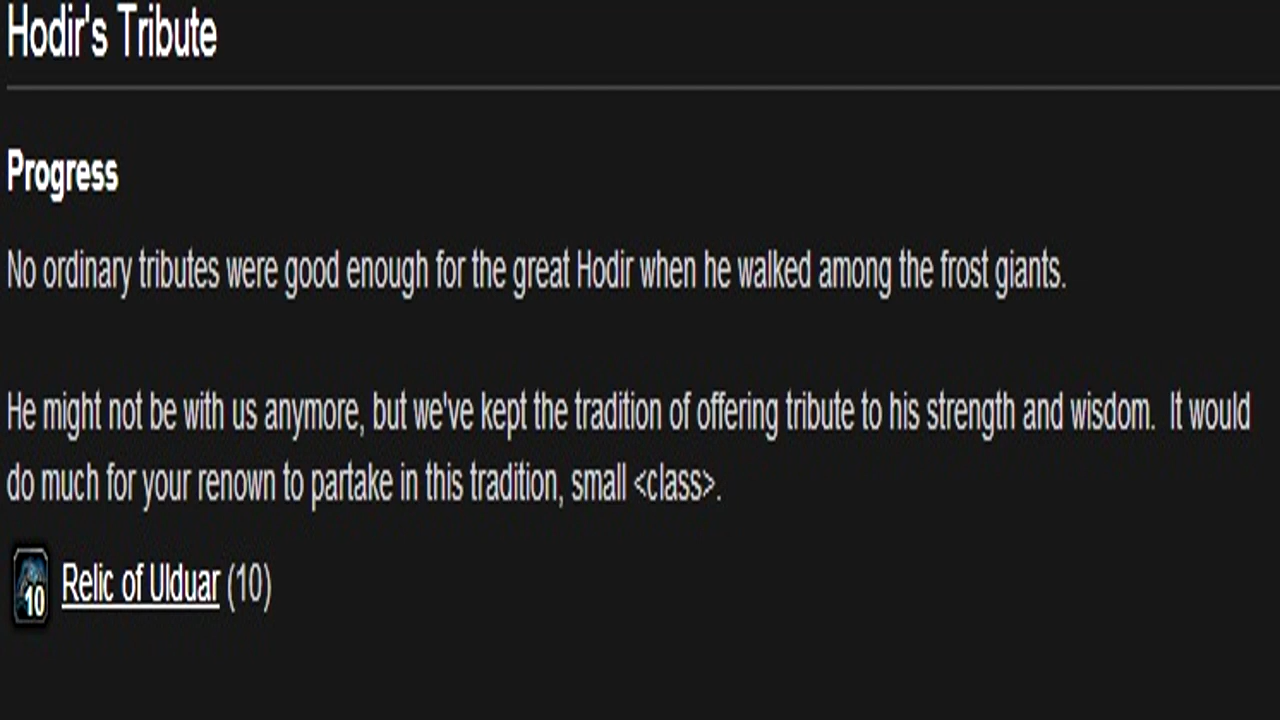 Hodir's Tribute
Progress
No ordinary tributes were good enough for the great Hodir when he walked among the frost giants.
He might not be with us anymore, but we've kept the tradition of offering tribute to his strength and wisdom.  It would
do much for your renown to partake in this tradition, small <class>.
10 Relic of Ulduar (10)